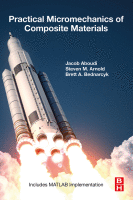 Practical Micromechanics of
Composite Materials
Jacob Aboudi
Steven M. Arnold
Brett A. Bednarcyk
Includes MATLAB Implementation